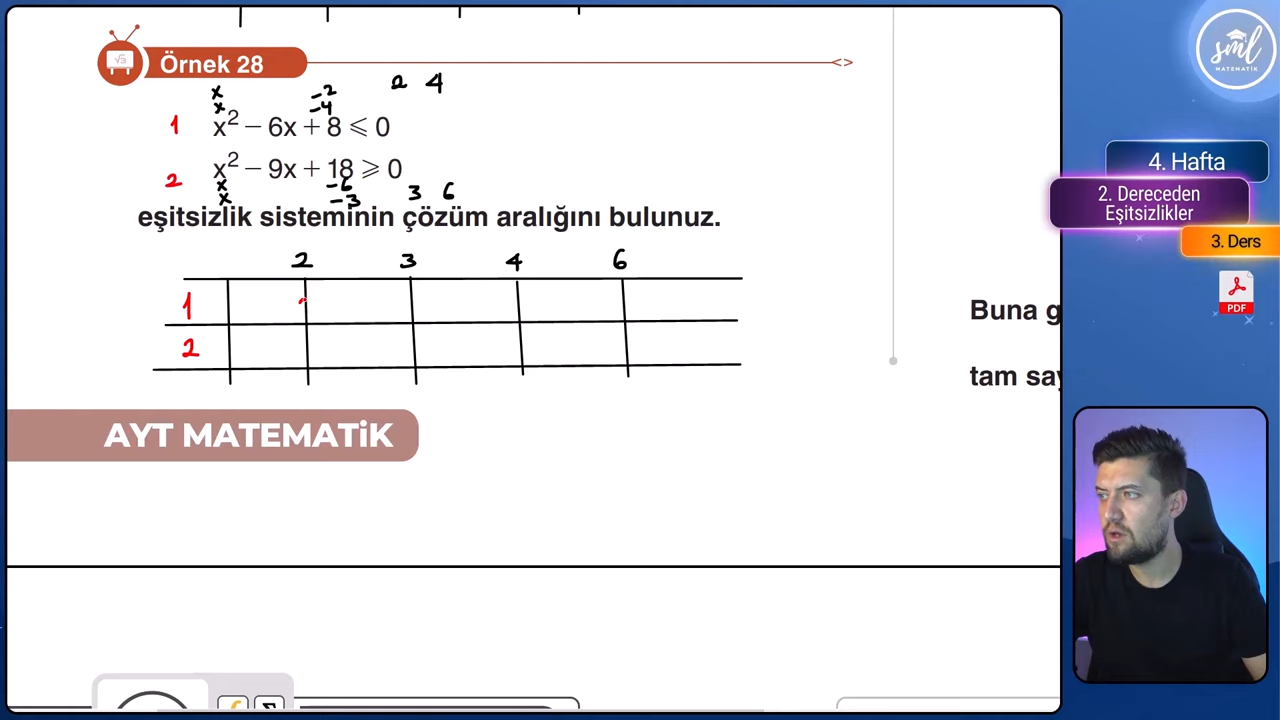 Örnek 28
x -2 2 4
x -4
1 x² − 6x + 8 ⩽ 0
2 x² − 9x + 18 ⩾ 0
x -6 3 6
x -3
eşitsizlik sisteminin çözüm aralığını bulunuz.
2 3 4 6
1
2
AYT MATEMATİK
Buna g
tam say
sml
MATEMATİK
4. Hafta
2. Dereceden
Eşitsizlikler
3. Ders
PDF